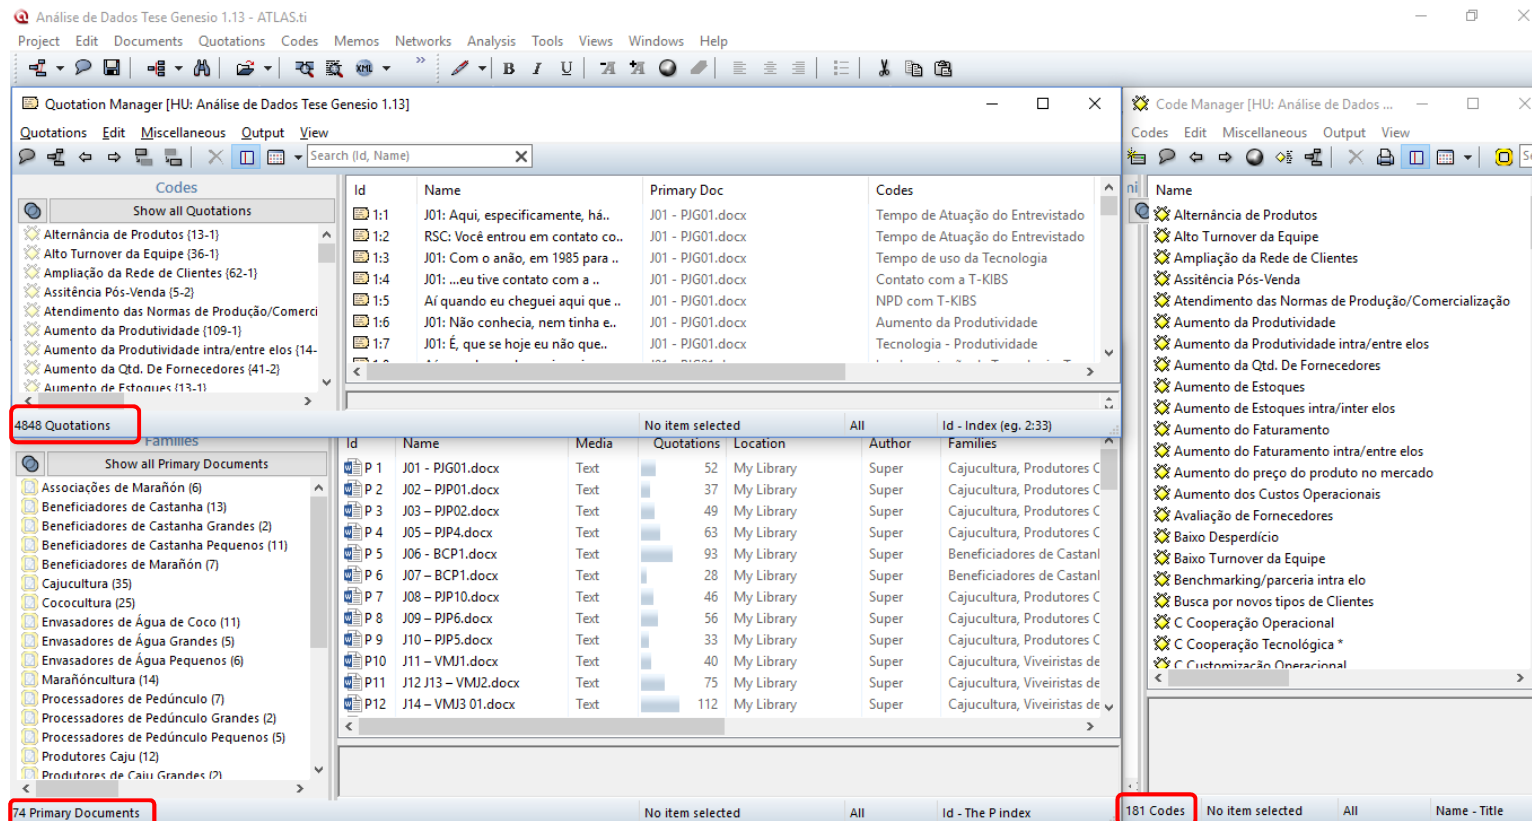 Análise de Dados Tese Genesio 1.13 - ATLAS.ti
Project Edit Documents Quotations Codes Memos Networks Analysis Tools Views Windows Help
XML B I U A A
Quotation Manager [HU: Análise de Dados Tese Genesio 1.13]
Quotations Edit Miscellaneous Output View
Search (Id, Name)
Codes
Show all Quotations
Alternância de Produtos {13-1}
Alto Turnover da Equipe {36-1}
Ampliação da Rede de Clientes {62-1}
Assitência Pós-Venda {5-2}
Atendimento das Normas de Produção/Comerci
Aumento da Produtividade {109-1}
Aumento da Produtividade intra/entre elos {14-
Aumento da Qtd. De Fornecedores {41-2}
Aumento de Estoques {13-1}
Id Name Primary Doc Codes
1:1 J01: Aqui, especificamente, há.. J01 - PJG01.docx Tempo de Atuação do Entrevistado
1:2 RSC: Você entrou em contato co.. J01 - PJG01.docx Tempo de Atuação do Entrevistado
1:3 J01: Com o anão, em 1985 para .. J01 - PJG01.docx Tempo de uso da Tecnologia
1:4 J01: ...eu tive contato com a .. J01 - PJG01.docx Contato com a T-KIBS
1:5 Aí quando eu cheguei aqui que .. J01 - PJG01.docx NPD com T-KIBS
1:6 J01: Não conhecia, nem tinha e.. J01 - PJG01.docx Aumento da Produtividade
1:7 J01: É, que se hoje eu não que.. J01 - PJG01.docx Tecnologia - Produtividade
4848 Quotations No item selected All Id - Index (eg. 2:33)
Families
Show all Primary Documents
Associações de Marañón (6)
Beneficiadores de Castanha (13)
Beneficiadores de Castanha Grandes (2)
Beneficiadores de Castanha Pequenos (11)
Beneficiadores de Marañón (7)
Cajucultura (35)
Cococultura (25)
Envasadores de Água de Coco (11)
Envasadores de Água Grandes (5)
Envasadores de Água Pequenos (6)
Marañóncultura (14)
Processadores de Pedúnculo (7)
Processadores de Pedúnculo Grandes (2)
Processadores de Pedúnculo Pequenos (5)
Produtores Caju (12)
Produtores de Caju Grandes (2)
Id Name Media Quotations Location Author Families
P 1 J01 - PJG01.docx Text 52 My Library Super Cajucultura, Produtores C
P 2 J02 – PJP01.docx Text 37 My Library Super Cajucultura, Produtores C
P 3 J03 – PJP02.docx Text 49 My Library Super Cajucultura, Produtores C
P 4 J05 – PJP4.docx Text 63 My Library Super Cajucultura, Produtores C
P 5 J06 - BCP1.docx Text 93 My Library Super Beneficiadores de Castanl
P 6 J07 – BCP1.docx Text 28 My Library Super Beneficiadores de Castanl
P 7 J08 – PJP10.docx Text 46 My Library Super Cajucultura, Produtores C
P 8 J09 – PJP6.docx Text 56 My Library Super Cajucultura, Produtores C
P 9 J10 – PJP5.docx Text 33 My Library Super Cajucultura, Produtores C
P10 J11 – VMJ1.docx Text 40 My Library Super Cajucultura, Viveiristas de
P11 J12 J13 – VMJ2.docx Text 75 My Library Super Cajucultura, Viveiristas de
P12 J14 – VMJ3 01.docx Text 112 My Library Super Cajucultura, Viveiristas de
74 Primary Documents No item selected All Id - The P index
Code Manager [HU: Análise de Dados ...
Codes Edit Miscellaneous Output View
ni Name
Alternância de Produtos
Alto Turnover da Equipe
Ampliação da Rede de Clientes
Assitência Pós-Venda
Atendimento das Normas de Produção/Comercialização
Aumento da Produtividade
Aumento da Produtividade intra/entre elos
Aumento da Qtd. De Fornecedores
Aumento de Estoques
Aumento de Estoques intra/inter elos
Aumento do Faturamento
Aumento do Faturamento intra/entre elos
Aumento do preço do produto no mercado
Aumento dos Custos Operacionais
Avaliação de Fornecedores
Baixo Desperdício
Baixo Turnover da Equipe
Benchmarking/parceria intra elo
Busca por novos tipos de Clientes
C Cooperação Operacional
C Cooperação Tecnológica *
C Customização Operacional
181 Codes No item selected All Name - Title